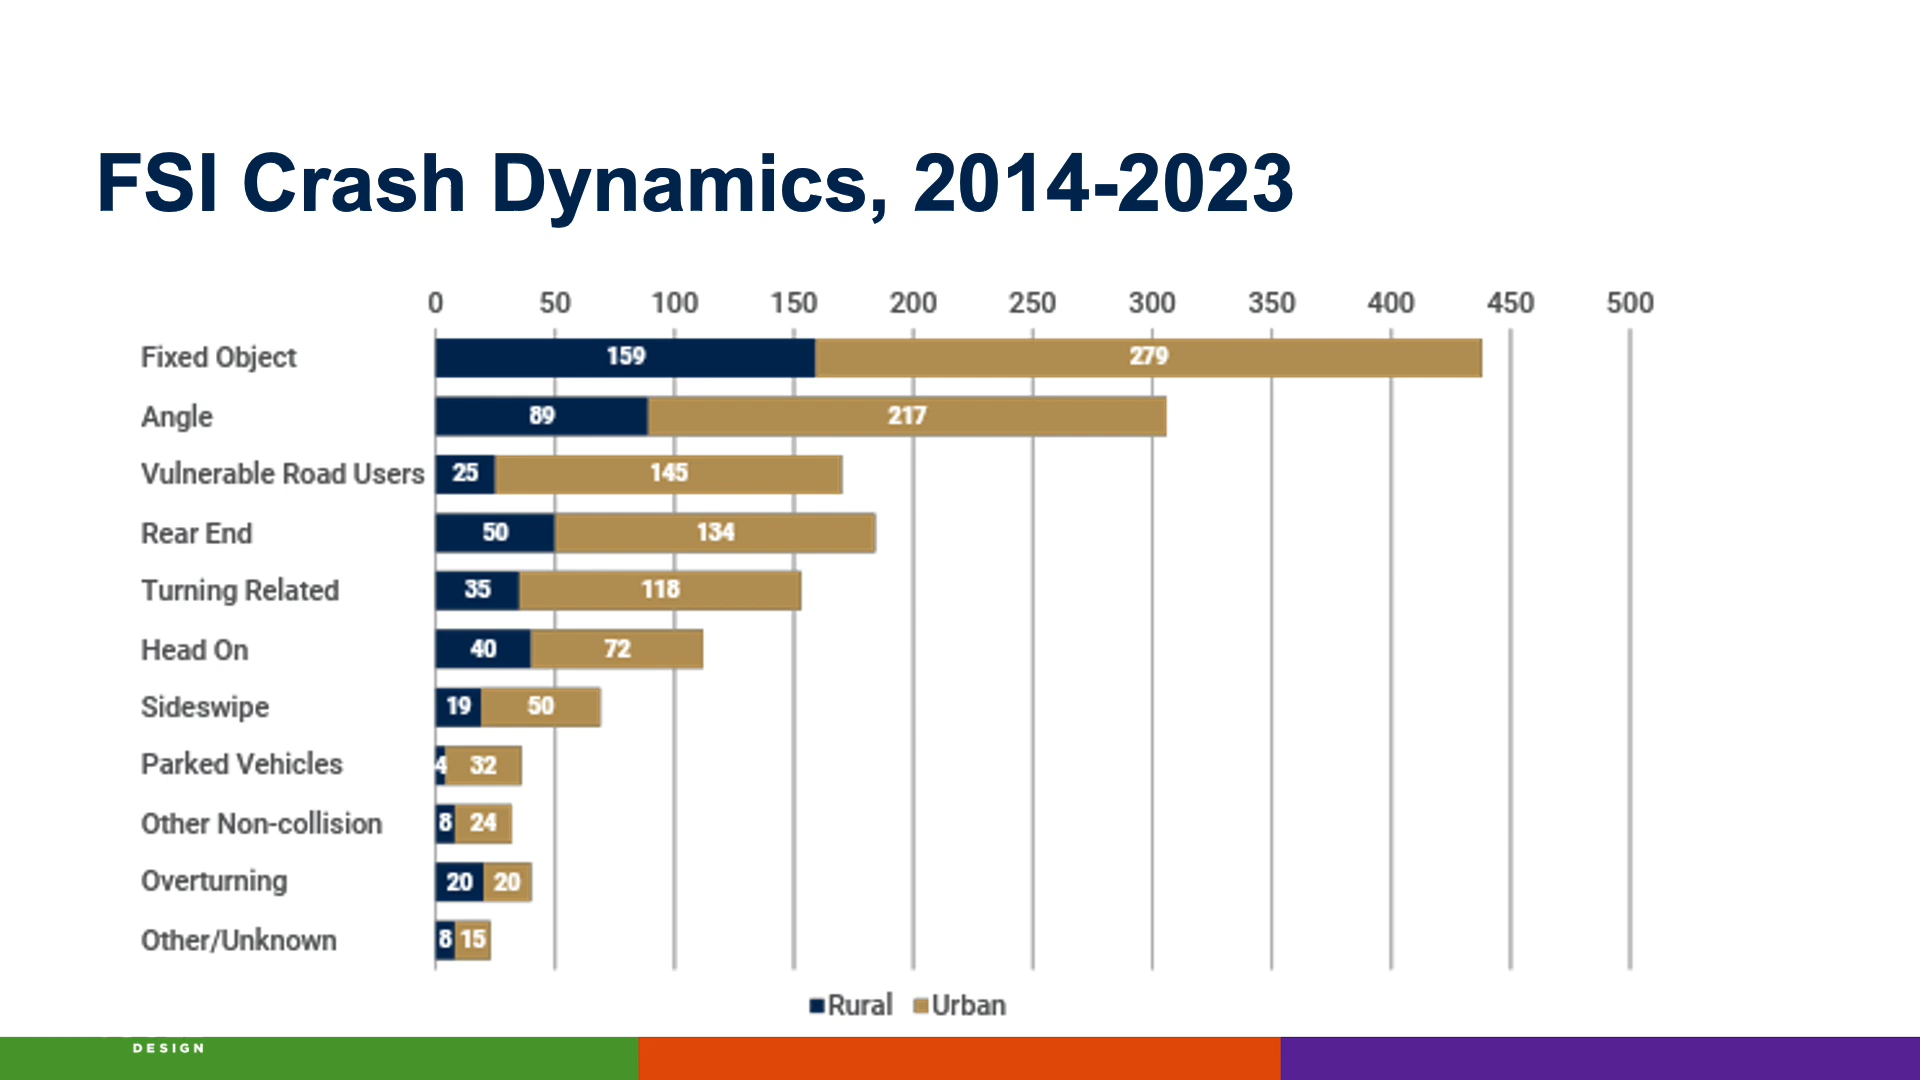 FSI Crash Dynamics, 2014-2023
0 50 100 150 200 250 300 350 400 450 500
Fixed Object 159 279
Angle 89 217
Vulnerable Road Users 25 145
Rear End 50 134
Turning Related 35 118
Head On 40 72
Sideswipe 19 50
Parked Vehicles 4 32
Other Non-collision 8 24
Overturning 20 20
Other/Unknown 8 15
Rural Urban
DESIGN